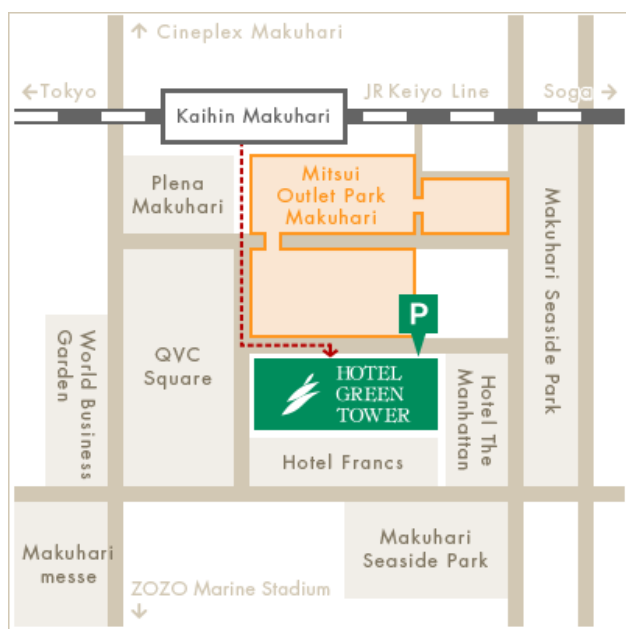 ↑ Cineplex Makuhari
←Tokyo
JR Keiyo Line
Soga →
Kaihin Makuhari
Plena
Makuhari
Mitsui
Outlet Park
Makuhari
Makuhari Seaside Park
P
World Business
Garden
QVC
Square
HOTEL
GREEN
TOWER
Hotel The
Manhattan
Hotel Francs
Makuhari
messe
Makuhari
Seaside Park
ZOZO Marine Stadium
↓